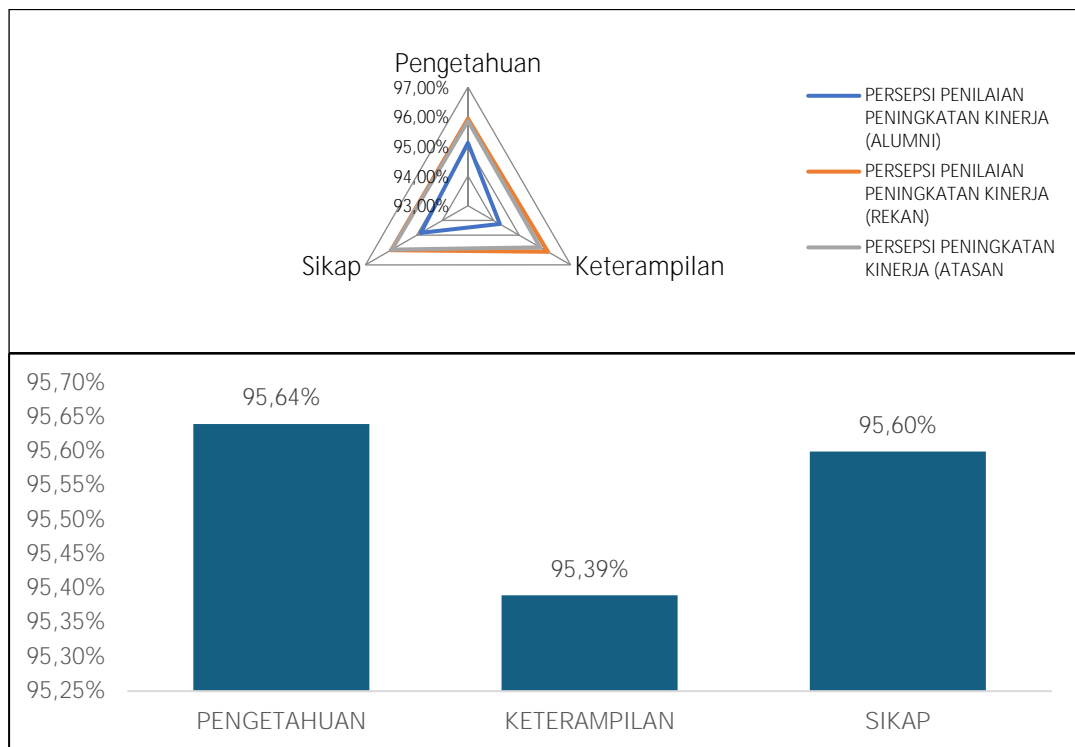 Pengetahuan
97,00%
96,00%
95,00%
94,00%
93,00%
Sikap
Keterampilan
PERSEPSI PENILAIAN
PENINGKATAN KINERJA
(ALUMNI)
PERSEPSI PENILAIAN
PENINGKATAN KINERJA
(REKAN)
PERSEPSI PENINGKATAN
KINERJA (ATASAN
95,70%
95,65%
95,60%
95,55%
95,50%
95,45%
95,40%
95,35%
95,30%
95,25%
95,64%
95,39%
95,60%
PENGETAHUAN
KETERAMPILAN
SIKAP